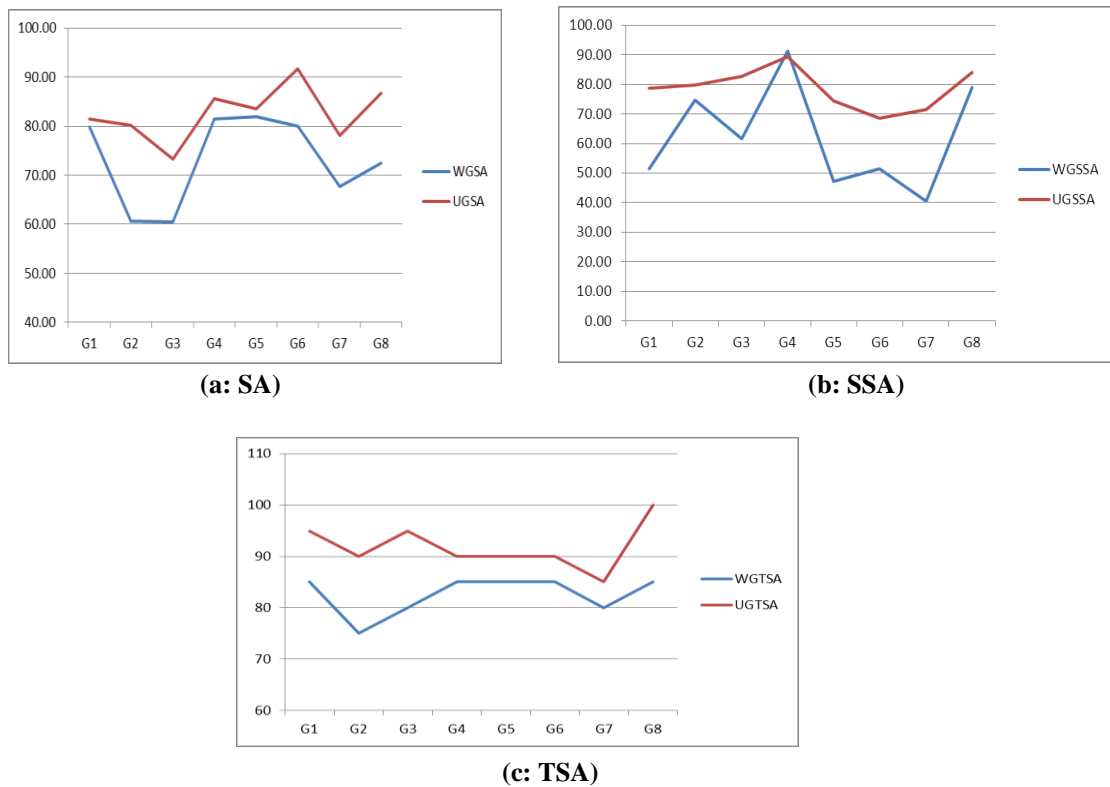 100.00
90.00
80.00
70.00
60.00
50.00
40.00
G1 G2 G3 G4 G5 G6 G7 G8
WGSA
UGSA
(a: SA)
100.00
90.00
80.00
70.00
60.00
50.00
40.00
30.00
20.00
10.00
0.00
G1 G2 G3 G4 G5 G6 G7 G8
WGSSA
UGSSA
(b: SSA)
110
100
90
80
70
60
G1 G2 G3 G4 G5 G6 G7 G8
WGTSA
UGTSA
(c: TSA)